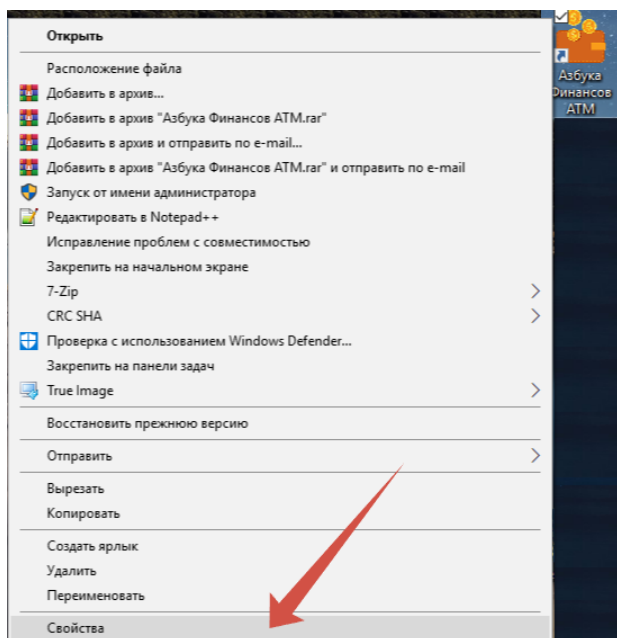 Открыть
Расположение файла
Добавить в архив...
Добавить в архив "Азбука Финансов ATM.rar"
Добавить в архив и отправить по e-mail...
Добавить в архив "Азбука Финансов ATM.rar" и отправить по e-mail
Запуск от имени администратора
Редактировать в Notepad++
Исправление проблем с совместимостью
Закрепить на начальном экране
7-Zip
CRC SHA
Проверка с использованием Windows Defender...
Закрепить на панели задач
True Image
Восстановить прежнюю версию
Отправить
Вырезать
Копировать
Создать ярлык
Удалить
Переименовать
Свойства
Азбука
Финансов
ATM